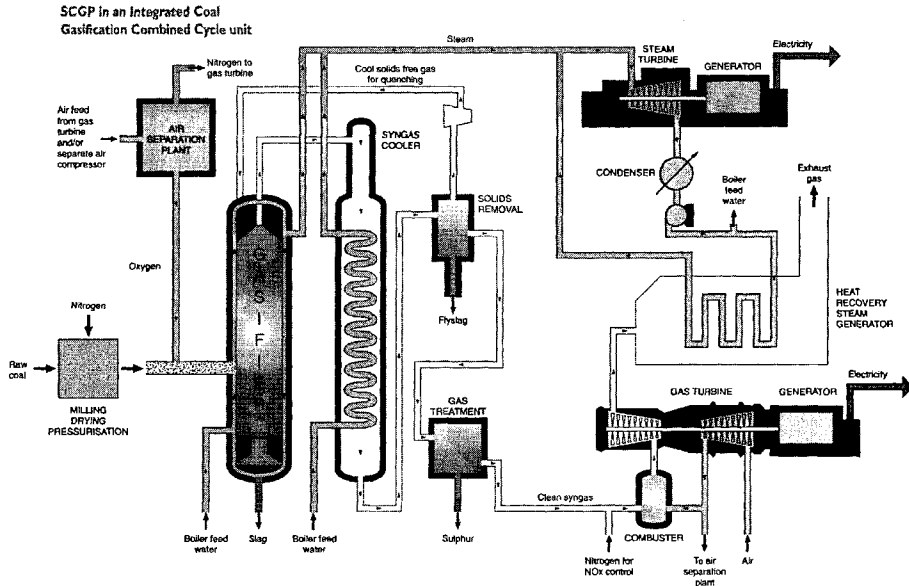 SCGP in an Integrated Coal
Gasification Combined Cycle unit
Nitrogen to
gas turbine
Air feed
from gas
turbine
and/or
separate air
compressor
AIR
SEPARATION
PLANT
Oxygen
Nitrogen
Raw
coal
MILLING
DRYING
PRESSURISATION
Boiler feed
water
Slag
Boiler feed
water
GASIFIER
Steam
Cool solids free gas
for quenching
SYNGAS
COOLER
SOLIDS
REMOVAL
Flyslag
GAS
TREATMENT
Sulphur
Clean syngas
STEAM
TURBINE
GENERATOR
Electricity
CONDENSER
Boiler
feed
water
Exhaust
gas
HEAT
RECOVERY
STEAM
GENERATOR
Electricity
GAS TURBINE
GENERATOR
COMBUSTER
Nitrogen for
NOx control
To air
separation
plant
Air